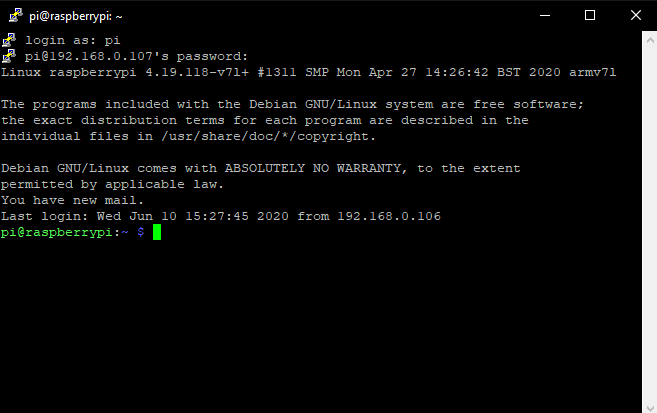 pi@raspberrypi: ~
login as: pi
pi@192.168.0.107's password:
Linux raspberrypi 4.19.118-v7l+ #1311 SMP Mon Apr 27 14:26:42 BST 2020 armv7l
The programs included with the Debian GNU/Linux system are free software;
the exact distribution terms for each program are described in the
individual files in /usr/share/doc/*/copyright.
Debian GNU/Linux comes with ABSOLUTELY NO WARRANTY, to the extent
permitted by applicable law.
You have new mail.
Last login: Wed Jun 10 15:27:45 2020 from 192.168.0.106
pi@raspberrypi:~ $